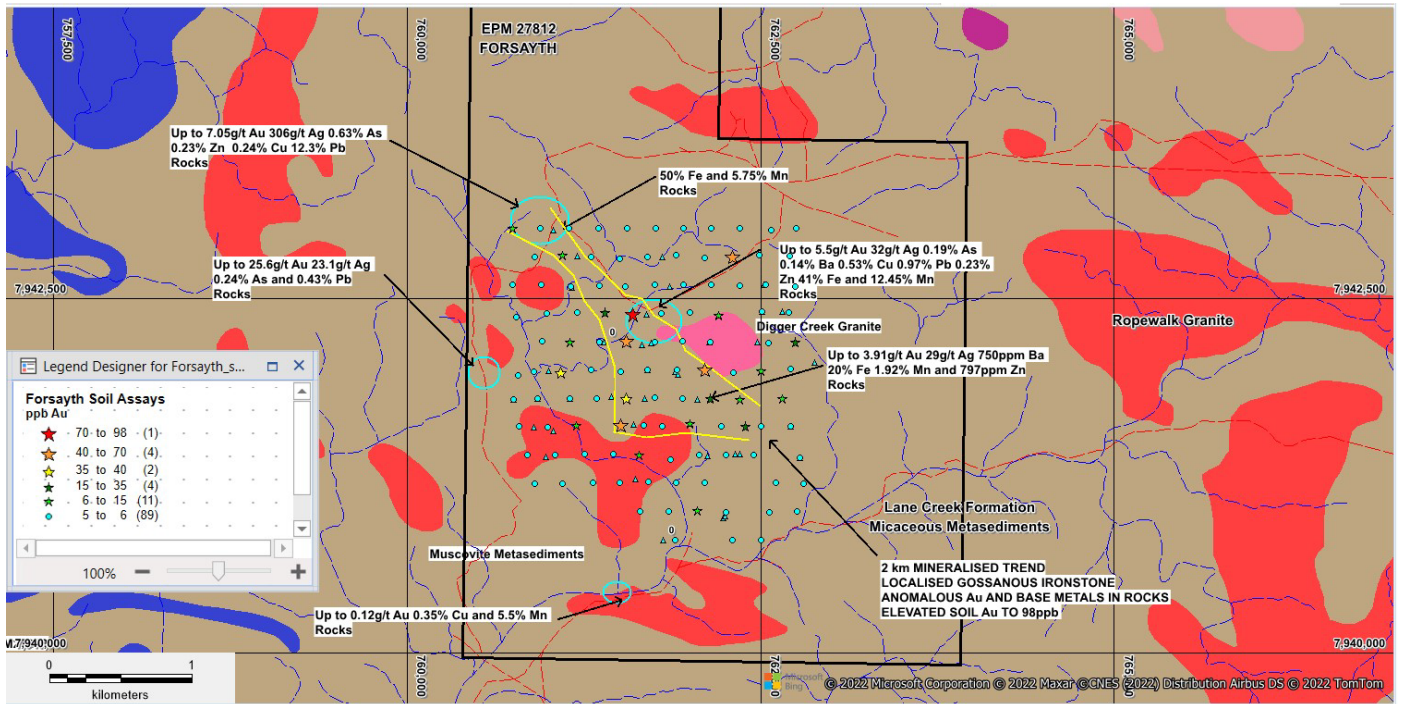 757,500
760,000
762,500
765,000
EPM 27812
FORSAYTH
Up to 7.05g/t Au 306g/t Ag 0.63% As
0.23% Zn 0.24% Cu 12.3% Pb
Rocks
50% Fe and 5.75% Mn
Rocks
Up to 5.5g/t Au 32g/t Ag 0.19% As
0.14% Ba 0.53% Cu 0.97% Pb 0.23%
Zn 41% Fe and 12.45% Mn
Rocks
Up to 25.6g/t Au 23.1g/t Ag
0.24% As and 0.43% Pb
Rocks
7,942,500
7,942,500
0
Digger Creek Granite
Ropewalk Granite
Up to 3.91g/t Au 29g/t Ag 750ppm Ba
20% Fe 1.92% Mn and 797ppm Zn
Rocks
Legend Designer for Forsayth_s...
Forsayth Soil Assays
ppb Au
70 to 98 (1)
40 to 70 (4)
35 to 40 (2)
15 to 35 (4)
6 to 15 (11)
5 to 6 (89)
100%
Lane Creek Formation
Micaceous Metasediments
0
Muscovite Metasediments
2 km MINERALISED TREND
LOCALISED GOSSANOUS IRONSTONE
ANOMALOUS Au AND BASE METALS IN ROCKS
ELEVATED SOIL Au TO 98ppb
Up to 0.12g/t Au 0.35% Cu and 5.5% Mn
Rocks
7,940,000
7,940,000
0 1
kilometers
760,000
Microsoft
Bing
© 2022 Microsoft Corporation © 2022 Maxar ©CNES (2022) Distribution Airbus DS © 2022 TomTom